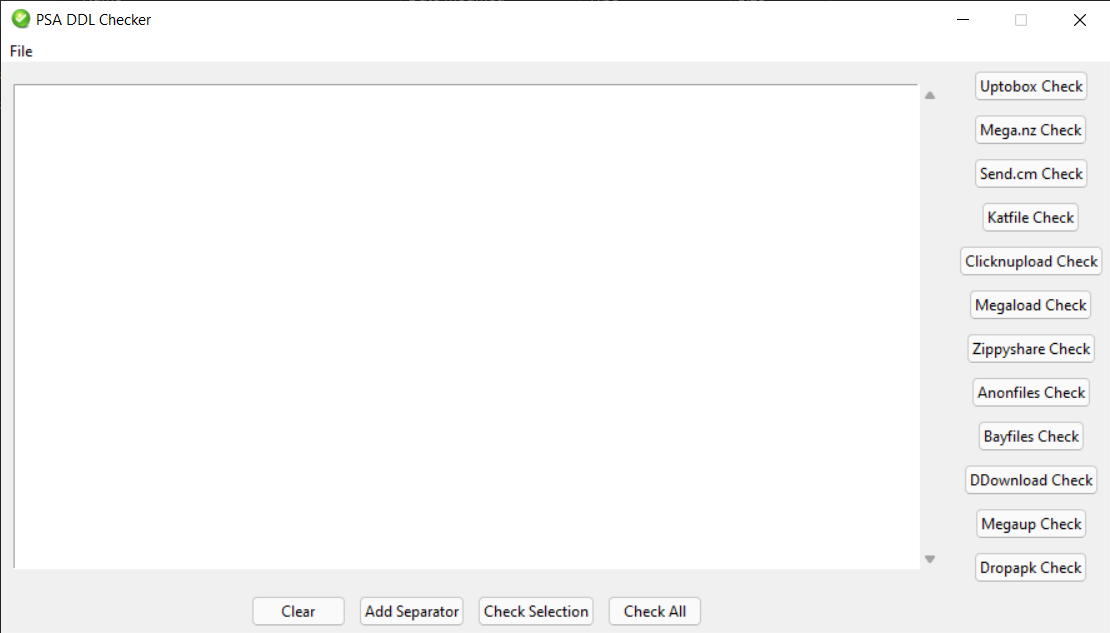 PSA DDL Checker
File
Uptobox Check
Mega.nz Check
Send.cm Check
Katfile Check
Clicknupload Check
Megaload Check
Zippyshare Check
Anonfiles Check
Bayfiles Check
DDownload Check
Megaup Check
Dropapk Check
Clear Add Separator Check Selection Check All